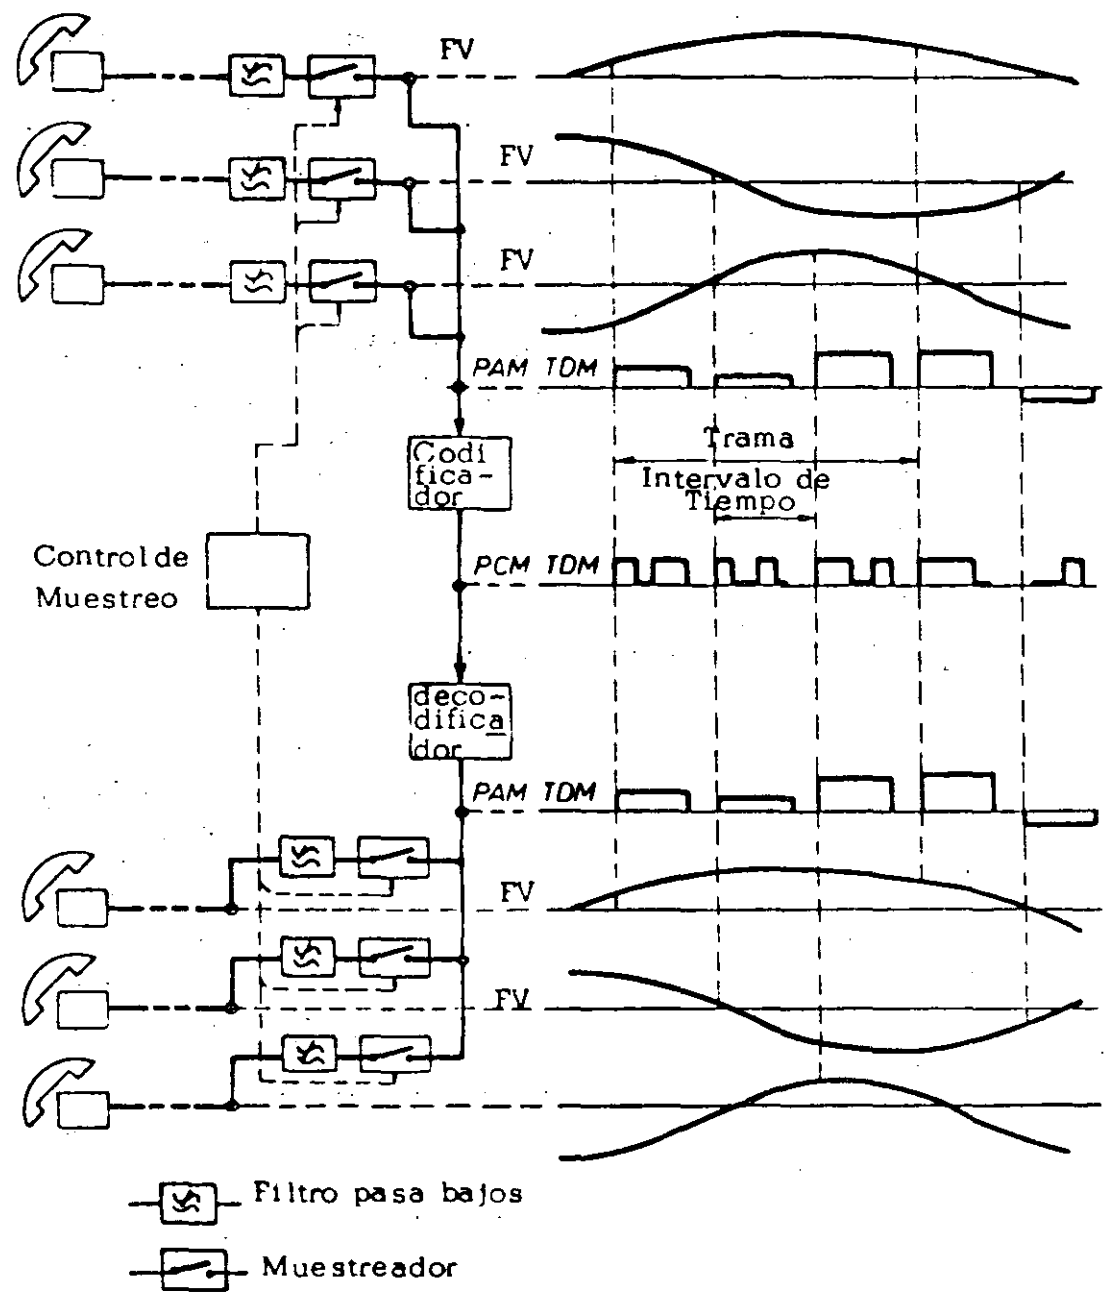 FV
FV
FV
PAM TDM
Codi
fica-
dor
Trama
Intervalo de
Tiempo
Control de
Muestreo
PCM TDM
deco-
difica
dor
PAM TDM
FV
FV
Filtro pasa bajos
Muestreador